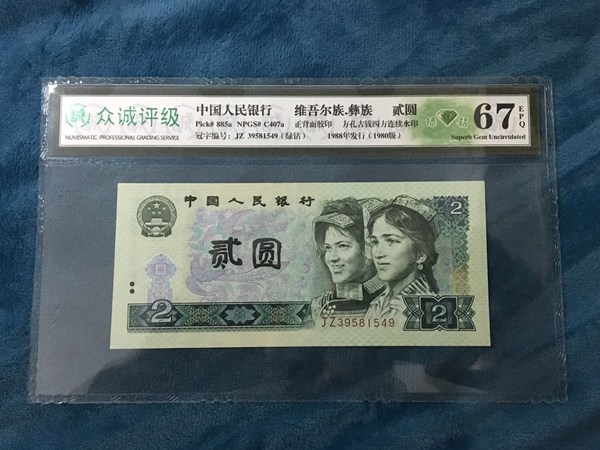 众诚评级
NUMISMATIC PROFESSIONAL GRADING SERVICE
中国人民银行 维吾尔族.彝族 贰圆
Pick# 885a NPGS# C407a 正背面胶印 方孔古钱四方连续水印
冠字编号: JZ 39581549（绿钻） 1988年发行（1980版）
67 EPQ
Superb Gem Uncirculated
中国人民银行
贰圆
2
2
JZ39581549
2